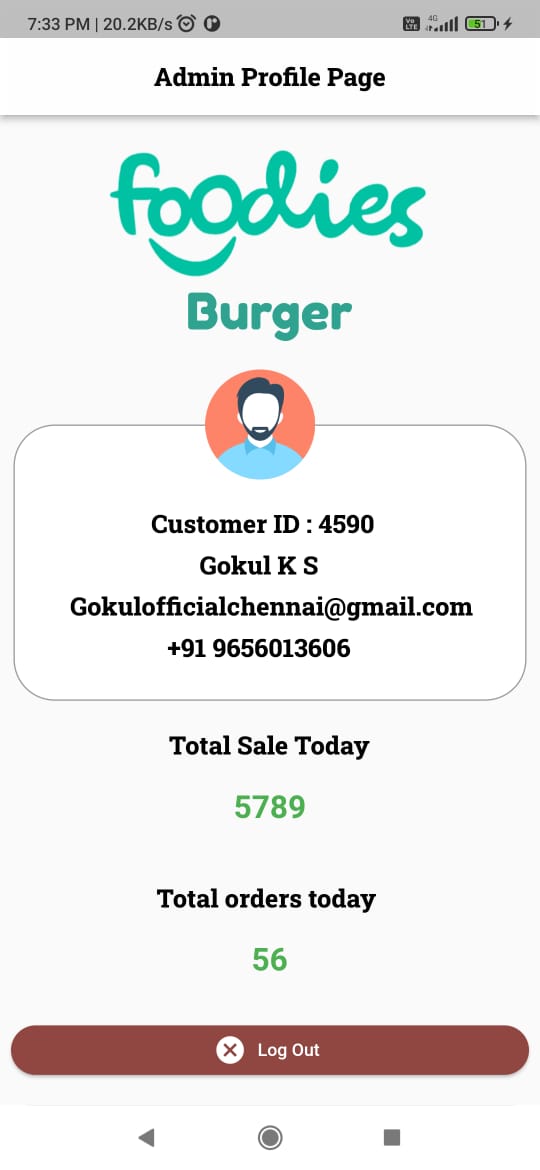 7:33 PM | 20.2KB/s
Vo LTE 4G 51
Admin Profile Page
foodies
Burger
Customer ID : 4590
Gokul K S
Gokulofficialchennai@gmail.com
+91 9656013606
Total Sale Today
5789
Total orders today
56
Log Out